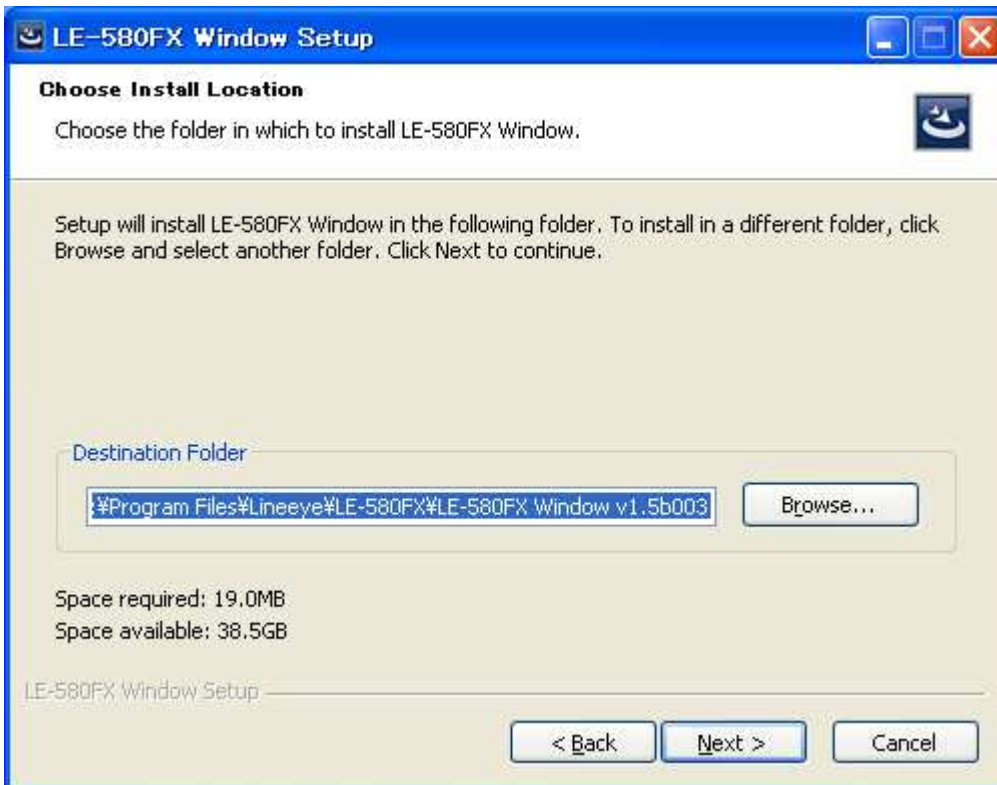 LE-580FX Window Setup
Choose Install Location
Choose the folder in which to install LE-580FX Window.
Setup will install LE-580FX Window in the following folder. To install in a different folder, click
Browse and select another folder. Click Next to continue.
Destination Folder
:¥Program Files¥Lineeye¥LE-580FX¥LE-580FX Window v1.5b003
Browse...
Space required: 19.0MB
Space available: 38.5GB
LE-580FX Window Setup
< Back
Next >
Cancel